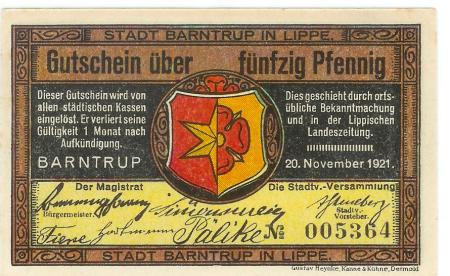 STADT BARNTRUP IN LIPPE.
Gutschein über fünfzig Pfennig
Dieser Gutschein wird von
allen städtischen Kassen
eingelöst. Er verliert seine
Gültigkeit 1 Monat nach
Aufkündigung.
BARNTRUP
Dies geschieht durch orts-
übliche Bekanntmachung
und in der Lippischen
Landeszeitung.
20. November 1921.
Der Magistrat
Die Stadtv.-Versammlung
Bürgermeister.
Stadtv.
Vorsteher.
Pälike
№ 005364
STADT BARNTRUP IN LIPPE.
Gustav Heynke, Kanne & Kühne, Detmold